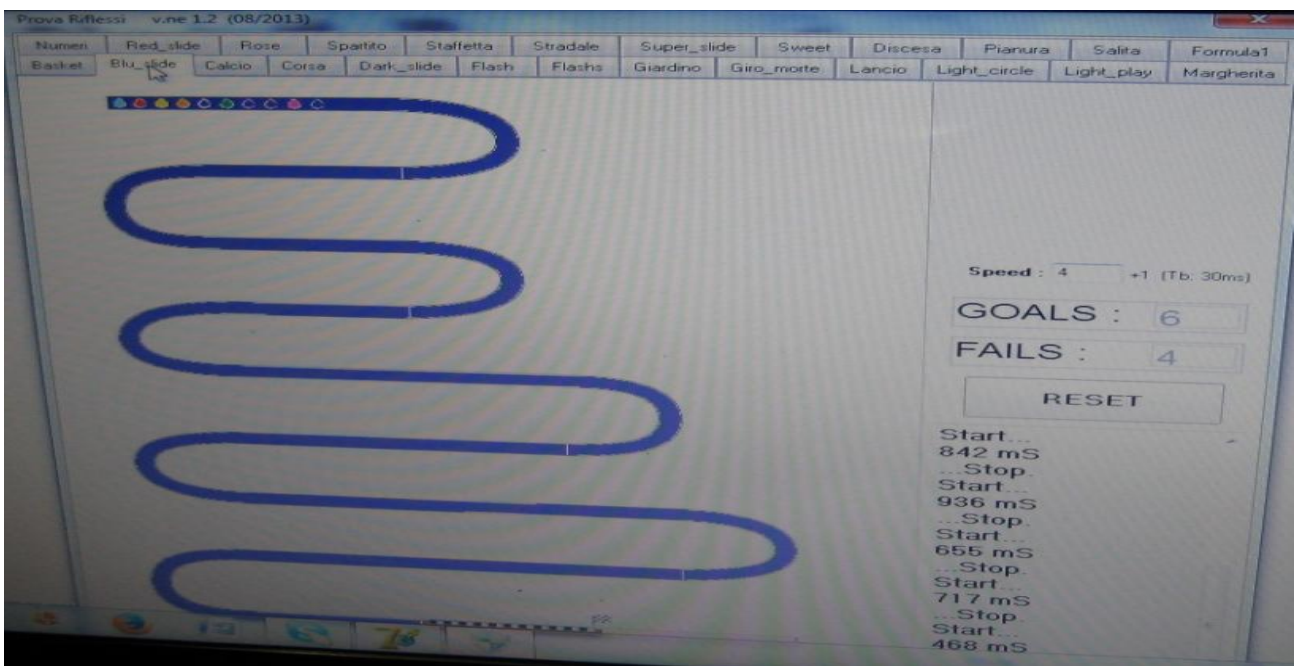 Prova Riflessi v.ne 1.2 (08/2013)
Numeri Red_slide Rose Spartito Staffetta Stradale Super_slide Sweet Discesa Pianura Salita Formula1
Basket Blu_slide Calcio Corsa Dark_slide Flash Flashs Giardino Giro_morte Lancio Light_circle Light_play Margherita
Speed : 4 +1 (Tb: 30ms)
GOALS : 6
FAILS : 4
RESET
Start...
842 mS
...Stop.
Start...
936 mS
...Stop.
Start...
655 mS
...Stop.
Start...
717 mS
...Stop.
Start...
468 mS